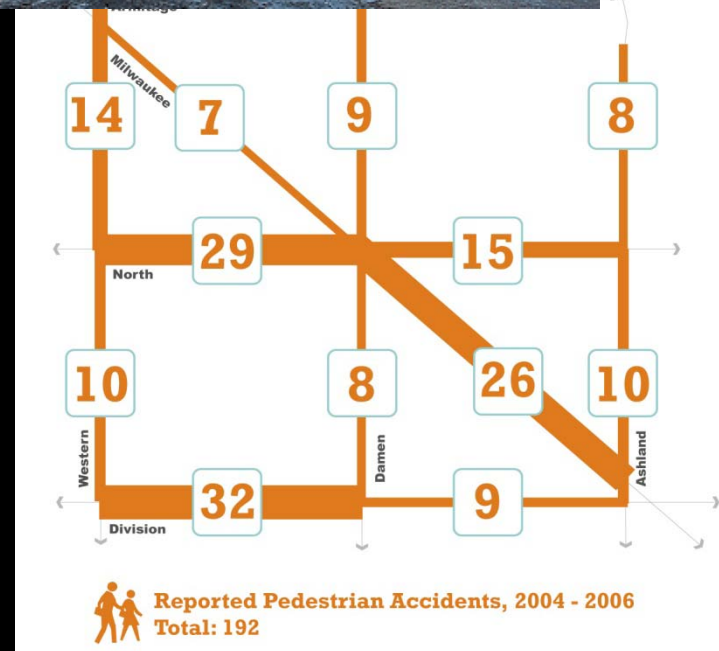 Milwaukee
14
7
9
8
29
15
North
10
8
26
10
Western
Damen
Ashland
32
9
Division
Reported Pedestrian Accidents, 2004 - 2006
Total: 192